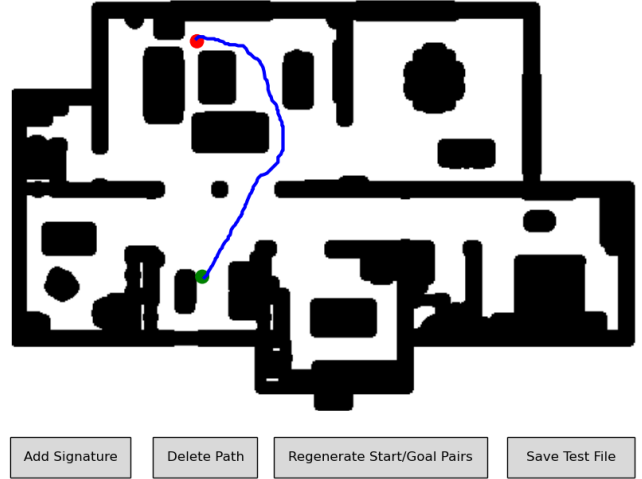 Add Signature
Delete Path
Regenerate Start/Goal Pairs
Save Test File